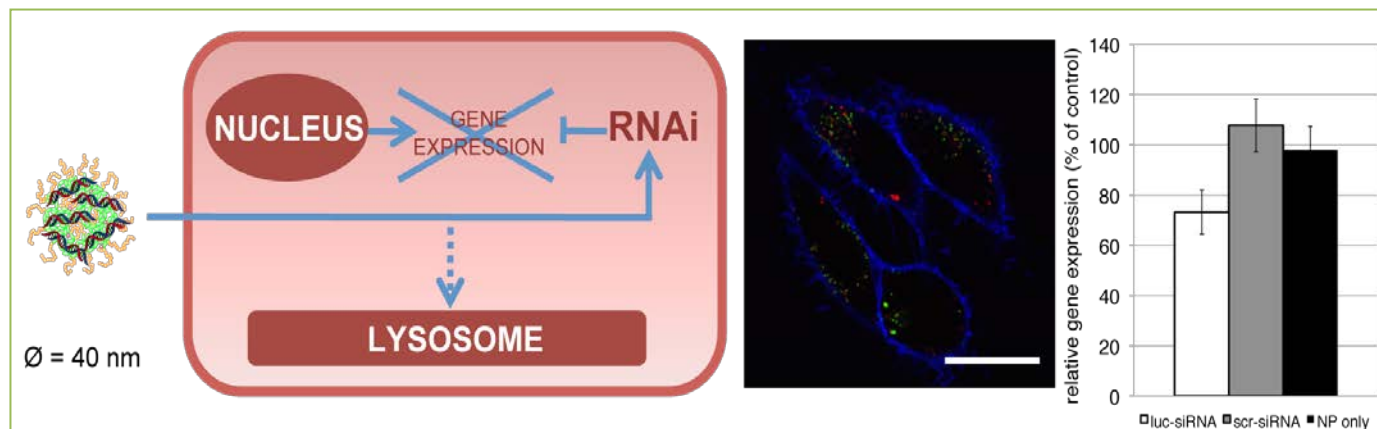 NUCLEUS
GENE
EXPRESSION
RNAi
LYSOSOME
Ø = 40 nm
relative gene expression (% of control)
140
120
100
80
60
40
20
0
luc-siRNA scr-siRNA NP only